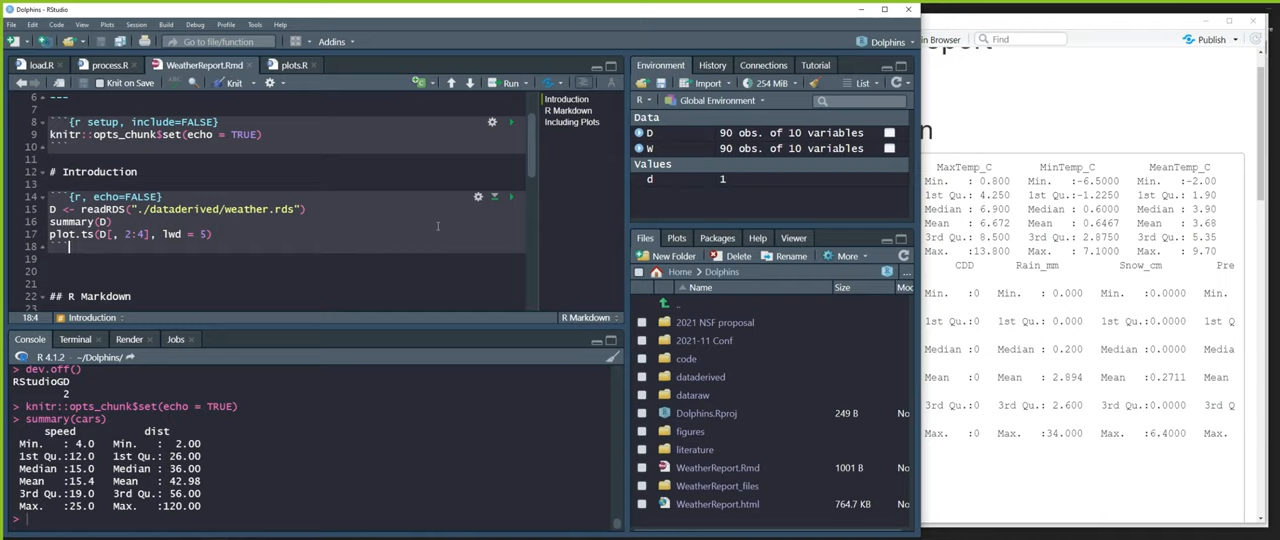 Dolphins - RStudio
File Edit Code View Plots Session Build Debug Profile Tools Help
Go to file/function Addins Dolphins
load.R process.R WeatherReport.Rmd plots.R
Knit on Save Knit Run
6 ---
7
8 ```{r setup, include=FALSE}
9 knitr::opts_chunk$set(echo = TRUE)
10 ```
11
12 # Introduction
13
14 ```{r, echo=FALSE}
15 D <- readRDS("./dataderived/weather.rds")
16 summary(D)
17 plot.ts(D[, 2:4], lwd = 5)
18 ```
19
20
21
22 ## R Markdown
23
Introduction
R Markdown
Including Plots
18:4 Introduction R Markdown
Console Terminal Render Jobs
R 4.1.2 · ~/Dolphins/
> dev.off()
RStudioGD
2
> knitr::opts_chunk$set(echo = TRUE)
> summary(cars)
speed dist
Min. : 4.0 Min. : 2.00
1st Qu.:12.0 1st Qu.: 26.00
Median :15.0 Median : 36.00
Mean :15.4 Mean : 42.98
3rd Qu.:19.0 3rd Qu.: 56.00
Max. :25.0 Max. :120.00
>
Environment History Connections Tutorial
Import 254 MiB List
R Global Environment
Data
D 90 obs. of 10 variables
W 90 obs. of 10 variables
Values
d 1
Files Plots Packages Help Viewer
New Folder Delete Rename More
Home Dolphins ...
Name Size Mo
..
2021 NSF proposal
2021-11 Conf
code
dataderived
dataraw
Dolphins.Rproj 249 B No
figures
literature
WeatherReport.Rmd 1001 B No
WeatherReport_files
WeatherReport.html 764.7 KB No
in Browser Find Publish
MaxTemp_C MinTemp_C MeanTemp_C
Min. : 0.800 Min. :-6.5000 Min. :-2.00
1st Qu.: 4.250 1st Qu.:-1.2250 1st Qu.: 1.90
Median : 6.900 Median : 0.6000 Median : 3.90
Mean : 6.672 Mean : 0.6467 Mean : 3.68
3rd Qu.: 8.500 3rd Qu.: 2.8750 3rd Qu.: 5.35
Max. :13.800 Max. : 7.1000 Max. : 9.70
CDD Rain_mm Snow_cm Pre
Min. :0 Min. : 0.000 Min. :0.0000 Min.
1st Qu.:0 1st Qu.: 0.000 1st Qu.:0.0000 1st Q
Median :0 Median : 0.200 Median :0.0000 Media
Mean :0 Mean : 2.894 Mean :0.2711 Mean
3rd Qu.:0 3rd Qu.: 2.600 3rd Qu.:0.0000 3rd Q
Max. :0 Max. :34.000 Max. :6.4000 Max.